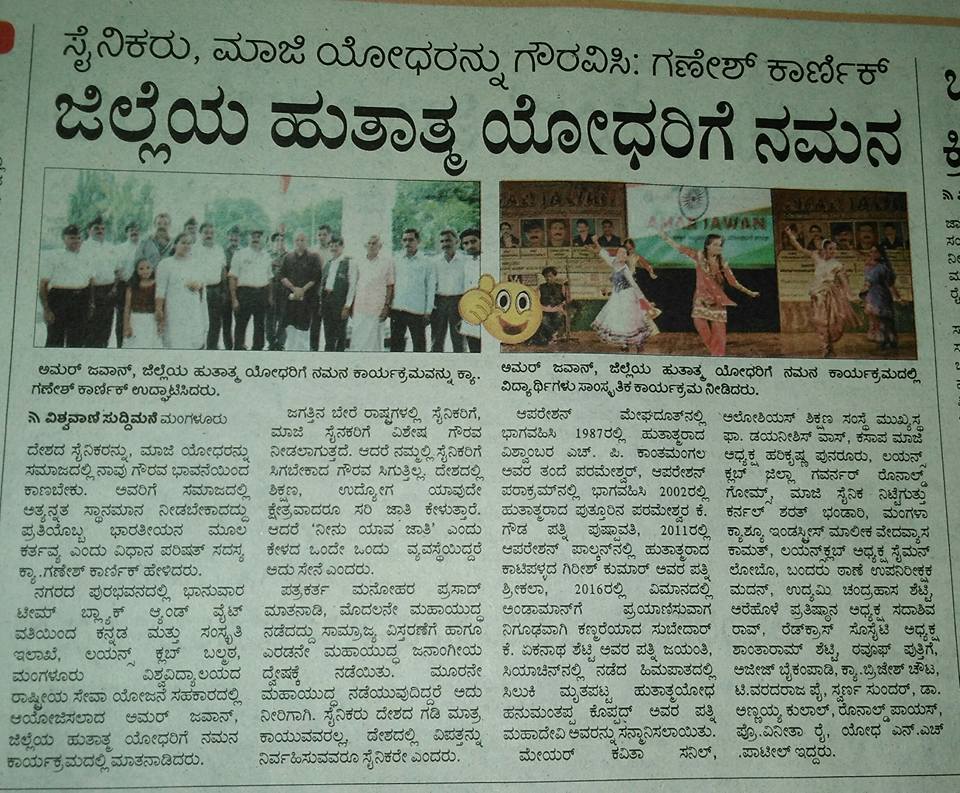 ಸೈನಿಕರು, ಮಾಜಿ ಯೋಧರನ್ನು ಗೌರವಿಸಿ: ಗಣೇಶ್ ಕಾರ್ಣಿಕ್
ಜಿಲ್ಲೆಯ ಹುತಾತ್ಮ ಯೋಧರಿಗೆ ನಮನ
AMAR JAWAN
ಅಮರ್ ಜವಾನ್, ಜಿಲ್ಲೆಯ ಹುತಾತ್ಮ ಯೋಧರಿಗೆ ನಮನ ಕಾರ್ಯಕ್ರಮವನ್ನು ಕ್ಯಾ..
ಗಣೇಶ್ ಕಾರ್ಣಿಕ್ ಉದ್ಘಾಟಿಸಿದರು.
ಅಮರ್ ಜವಾನ್, ಜಿಲ್ಲೆಯ ಹುತಾತ್ಮ ಯೋಧರಿಗೆ ನಮನ ಕಾರ್ಯಕ್ರಮದಲ್ಲಿ
ವಿದ್ಯಾರ್ಥಿಗಳು ಸಾಂಸ್ಕೃತಿಕ ಕಾರ್ಯಕ್ರಮ ನೀಡಿದರು.
ವಿಶ್ವವಾಣಿ ಸುದ್ದಿಮನೆ ಮಂಗಳೂರು
ದೇಶದ ಸೈನಿಕರನ್ನು, ಮಾಜಿ ಯೋಧರನ್ನು
ಸಮಾಜದಲ್ಲಿ ನಾವು ಗೌರವ ಭಾವನೆಯಿಂದ
ಕಾಣಬೇಕು. ಅವರಿಗೆ ಸಮಾಜದಲ್ಲಿ
ಅತ್ಯುನ್ನತ ಸ್ಥಾನಮಾನ ನೀಡಬೇಕಾದದ್ದು
ಪ್ರತಿಯೊಬ್ಬ ಭಾರತೀಯನ ಮೂಲ
ಕರ್ತವ್ಯ ಎಂದು ವಿಧಾನ ಪರಿಷತ್ ಸದಸ್ಯ
ಕ್ಯಾ.ಗಣೇಶ್ ಕಾರ್ಣಿಕ್ ಹೇಳಿದರು.
ನಗರದ ಪುರಭವನದಲ್ಲಿ ಭಾನುವಾರ
ಟೀಮ್ ಬ್ಲ್ಯಾಕ್ ಆ್ಯಂಡ್ ವೈಟ್
ವತಿಯಿಂದ ಕನ್ನಡ ಮತ್ತು ಸಂಸ್ಕೃತಿ
ಇಲಾಖೆ, ಲಯನ್ಸ್ ಕ್ಲಬ್ ಬಲ್ಮಠ,
ಮಂಗಳೂರು ವಿಶ್ವವಿದ್ಯಾಲಯದ
ರಾಷ್ಟ್ರೀಯ ಸೇವಾ ಯೋಜನೆ ಸಹಕಾರದಲ್ಲಿ
ಆಯೋಜಿಸಲಾದ ಅಮರ್ ಜವಾನ್,
ಜಿಲ್ಲೆಯ ಹುತಾತ್ಮ ಯೋಧರಿಗೆ ನಮನ
ಕಾರ್ಯಕ್ರಮದಲ್ಲಿ ಮಾತನಾಡಿದರು.
ಜಗತ್ತಿನ ಬೇರೆ ರಾಷ್ಟ್ರಗಳಲ್ಲಿ ಸೈನಿಕರಿಗೆ,
ಮಾಜಿ ಸೈನಕರಿಗೆ ವಿಶೇಷ ಗೌರವ
ನೀಡಲಾಗುತ್ತದೆ. ಆದರೆ ನಮ್ಮಲ್ಲಿ ಸೈನಿಕರಿಗೆ
ಸಿಗಬೇಕಾದ ಗೌರವ ಸಿಗುತ್ತಿಲ್ಲ. ದೇಶದಲ್ಲಿ
ಶಿಕ್ಷಣ, ಉದ್ಯೋಗ ಯಾವುದೇ
ಕ್ಷೇತ್ರವಾದರೂ ಸರಿ ಜಾತಿ ಕೇಳುತ್ತಾರೆ.
ಆದರೆ 'ನೀನು ಯಾವ ಜಾತಿ' ಎಂದು
ಕೇಳದ ಒಂದೇ ಒಂದು ವ್ಯವಸ್ಥೆಯಿದ್ದರೆ
ಅದು ಸೇನೆ ಎಂದರು.
ಪತ್ರಕರ್ತ ಮನೋಹರ ಪ್ರಸಾದ್
ಮಾತನಾಡಿ, ಮೊದಲನೇ ಮಹಾಯುದ್ಧ
ನಡೆದದ್ದು ಸಾಮ್ರಾಜ್ಯ ವಿಸ್ತರಣೆಗೆ ಹಾಗೂ
ಎರಡನೇ ಮಹಾಯುದ್ಧ ಜನಾಂಗೀಯ
ದ್ವೇಷಕ್ಕೆ ನಡೆಯಿತು. ಮೂರನೇ
ಮಹಾಯುದ್ಧ ನಡೆಯುವುದಿದ್ದರೆ ಅದು
ನೀರಿಗಾಗಿ. ಸೈನಿಕರು ದೇಶದ ಗಡಿ ಮಾತ್ರ
ಕಾಯುವವರಲ್ಲ, ದೇಶದಲ್ಲಿ ವಿಪತ್ತನ್ನು
ನಿರ್ವಹಿಸುವವರೂ ಸೈನಿಕರೇ ಎಂದರು.
ಆಪರೇಶನ್ ಮೇಘದೂತ್‌ನಲ್ಲಿ
ಭಾಗವಹಿಸಿ 1987ರಲ್ಲಿ ಹುತಾತ್ಮರಾದ
ವಿಶ್ವಾಂಬರ ಎಚ್. ಪಿ. ಕಾಂತಮಂಗಲ
ಅವರ ತಂದೆ ಪರಮೇಶ್ವರ್, ಆಪರೇಶನ್
ಪರಾಕ್ರಮ್‌ನಲ್ಲಿ ಭಾಗವಹಿಸಿ 2002ರಲ್ಲಿ
ಹುತಾತ್ಮರಾದ ಪುತೂರಿನ ಪರಮೇಶ್ವರ ಕೆ.
ಗೌಡ ಪತ್ನಿ ಪುಷ್ಪಾವತಿ, 2011ರಲ್ಲಿ
ಆಪರೇಶನ್ ಪಾಲ್ವನ್‌ನಲ್ಲಿ ಹುತಾತ್ಮರಾದ
ಕಾಟಿಪಳ್ಳದ ಗಿರೀಶ್ ಕುಮಾರ್ ಅವರ ಪತ್ನಿ
ಶ್ರೀಕಲಾ, 2016ರಲ್ಲಿ ವಿಮಾನದಲ್ಲಿ
ಅಂಡಾಮಾನ್‌ಗೆ ಪ್ರಯಾಣಿಸುವಾಗ
ನಿಗೂಢವಾಗಿ ಕಣ್ಮರೆಯಾದ ಸುಬೇದಾರ್
ಕೆ. ಏಕನಾಥ ಶೆಟ್ಟಿ ಅವರ ಪತ್ನಿ ಜಯಂತಿ,
ಸಿಯಾಚಿನ್‌ನಲ್ಲಿ ನಡೆದ ಹಿಮಪಾತದಲ್ಲಿ
ಸಿಲುಕಿ ಮೃತಪಟ್ಟ ಹುತಾತ್ಮಯೋಧ
ಹನುಮಂತಪ್ಪ ಕೊಪ್ಪದ್ ಅವರ ಪತ್ನಿ
ಮಹಾದೇವಿ ಅವರನ್ನು ಸನ್ಮಾನಿಸಲಾಯಿತು.
ಮೇಯರ್ ಕವಿತಾ ಸನಿಲ್,
ಅಲೋಶಿಯಸ್ ಶಿಕ್ಷಣ ಸಂಸ್ಥೆ ಮುಖ್ಯಸ್ಥ
ಫಾ. ಡಯನೀಶಿಸ್ ವಾಸ್, ಕಸಾಪ ಮಾಜಿ
ಅಧ್ಯಕ್ಷ ಹರಿಕೃಷ್ಣ ಪುನರೂರು, ಲಯನ್ಸ್
ಕ್ಲಬ್ ಜಿಲ್ಲಾ ಗವರ್ನರ್ ರೊನಾಲ್ಡ್
ಗೋಮ್ಸ್, ಮಾಜಿ ಸೈನಿಕ ನಿಟ್ಟೆಗುತ್ತು
ಕರ್ನಲ್ ಶರತ್ ಭಂಡಾರಿ, ಮಂಗಳಾ
ಕ್ಯಾಶ್ಯೂ ಇಂಡಸ್ಟ್ರೀಸ್ ಮಾಲೀಕ ವೇದವ್ಯಾಸ
ಕಾಮತ್, ಲಯನ್‌ಕ್ಲಬ್ ಅಧ್ಯಕ್ಷ ಸೈಮನ್
ಲೋಬೊ, ಬಂದರು ಠಾಣೆ ಉಪನಿರೀಕ್ಷಕ
ಮದನ್, ಉದ್ಯಮಿ ಚಂದ್ರಹಾಸ ಶೆಟ್ಟಿ,
ಅರೆಹೊಳೆ ಪ್ರತಿಷ್ಠಾನ ಅಧ್ಯಕ್ಷ ಸದಾಶಿವ
ರಾವ್, ರೆಡ್‌ಕ್ರಾಸ್ ಸೊಸೈಟಿ ಅಧ್ಯಕ್ಷ
ಶಾಂತಾರಾಮ್ ಶೆಟ್ಟಿ, ರವೂಫ್ ಪುತ್ತಿಗೆ,
ಅಜೀಜ್ ಬೈಕಂಪಾಡಿ, ಕ್ಯಾ.ಬ್ರಿಜೇಶ್ ಚೌಟ,
ಟಿ.ವರದರಾಜ ಪೈ, ಸ್ವರ್ಣ ಸುಂದರ್, ಡಾ.
ಅಣ್ಣಯ್ಯ ಕುಲಾಲ್, ರೊನಾಲ್ಡ್ ಪಾಯಸ್,
ಪ್ರೊ.ವಿನೀತಾ ರೈ, ಯೋಧ ಎನ್.ಎಚ್
.ಪಾಟೀಲ್ ಇದ್ದರು.